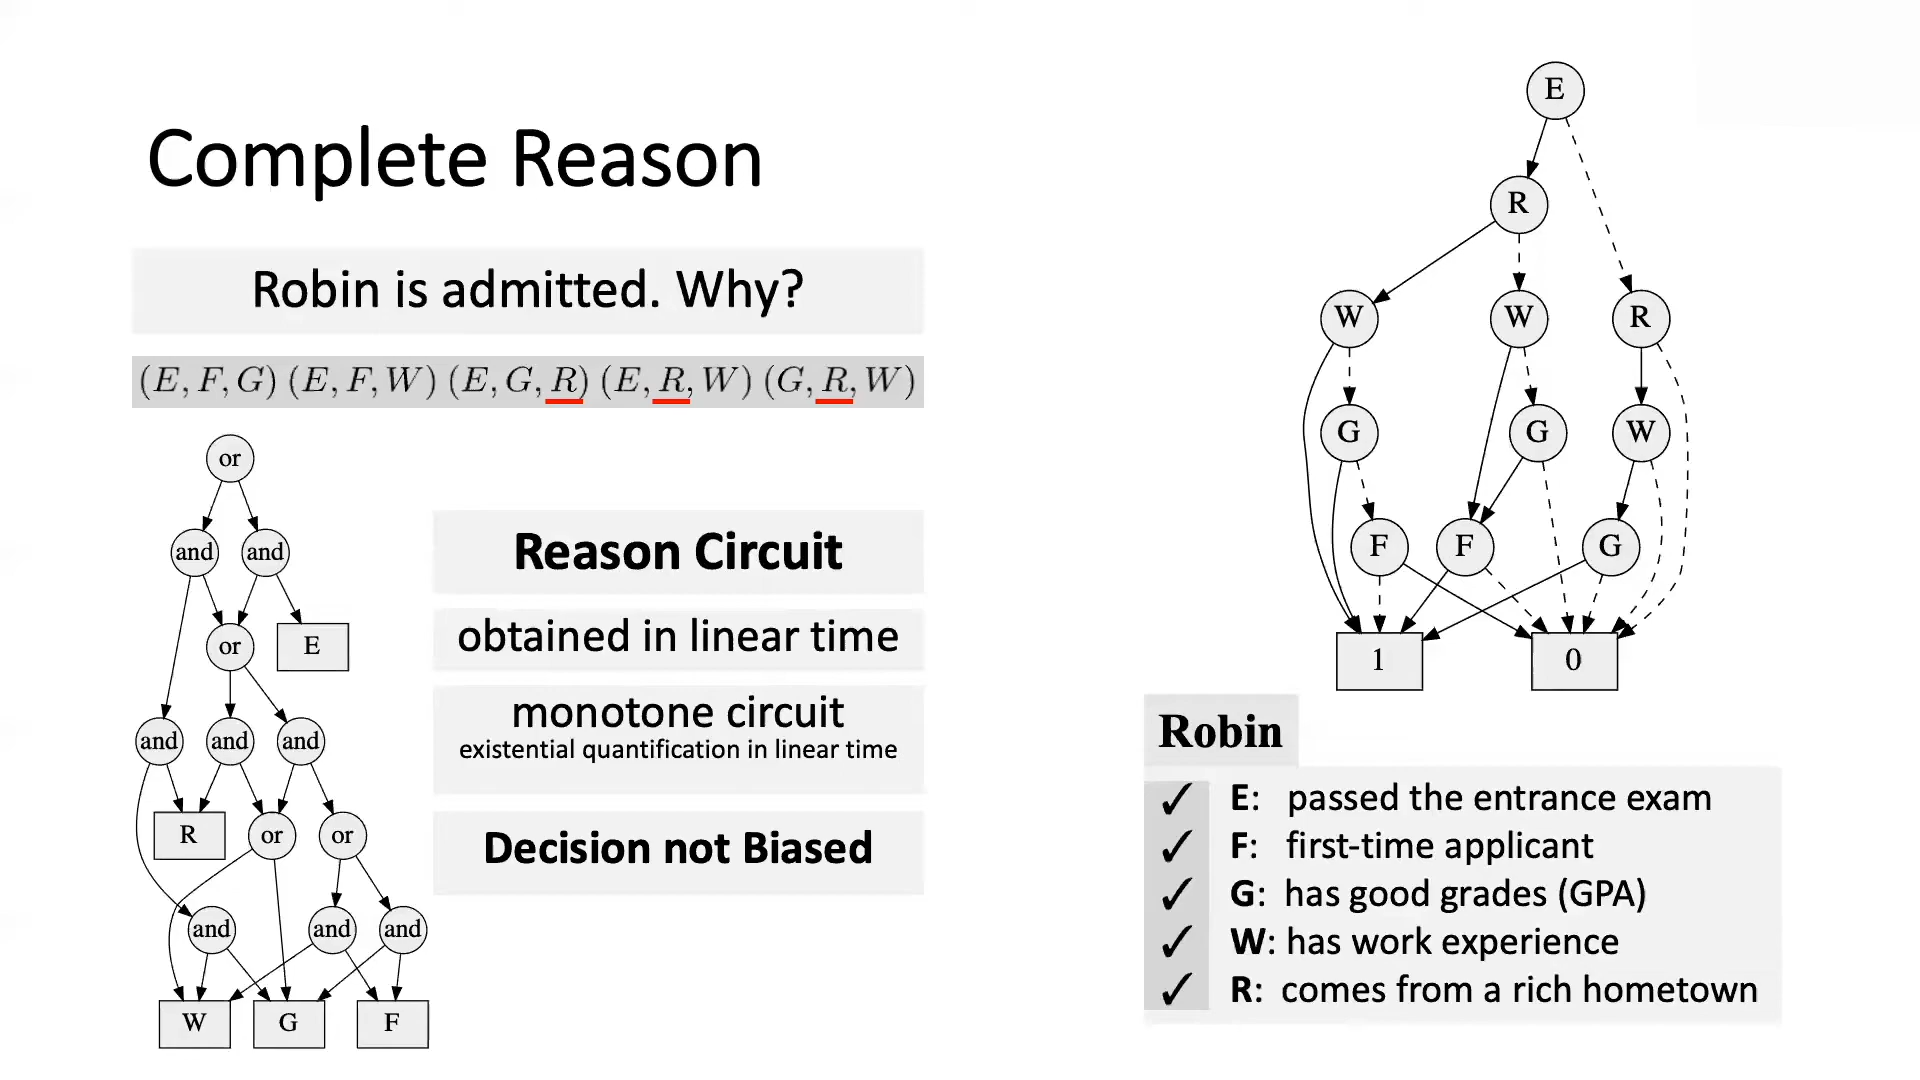 Complete Reason
Robin is admitted. Why?
(E, F, G) (E, F, W) (E, G, R) (E, R, W) (G, R, W)
or
and and
or E
and and and
R or or
and and and
W G F
Reason Circuit
obtained in linear time
monotone circuit
existential quantification in linear time
Decision not Biased
E
R
W W R
G G W
F F G
1 0
Robin
✓ E: passed the entrance exam
✓ F: first-time applicant
✓ G: has good grades (GPA)
✓ W: has work experience
✓ R: comes from a rich hometown